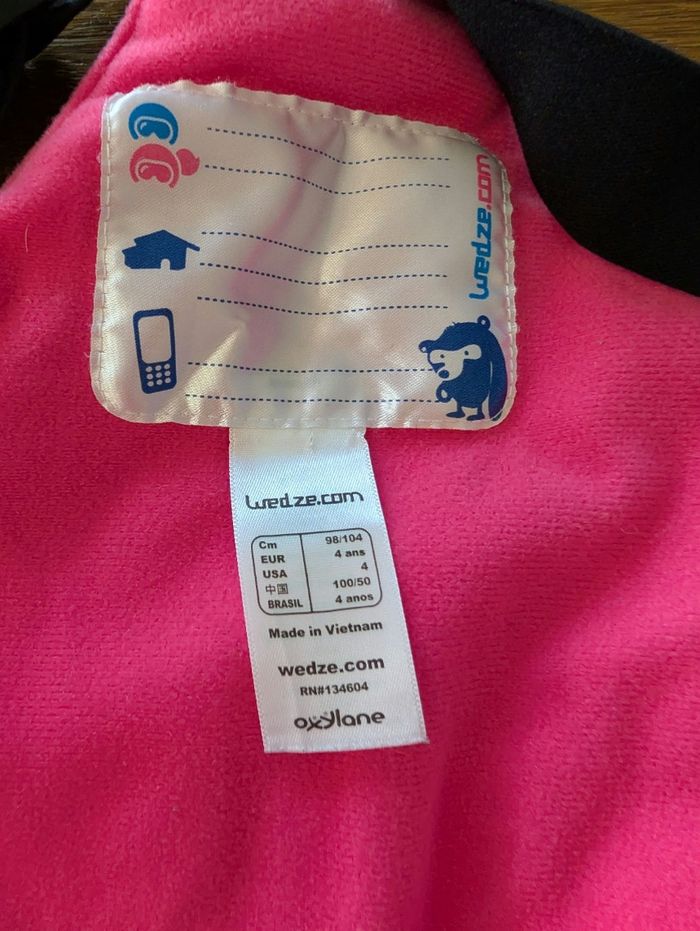 wedze.com
wedze.com
Cm 98/104
EUR 4 ans
USA 4
中国 100/50
BRASIL 4 anos
Made in Vietnam
wedze.com
RN#134604
oxylane